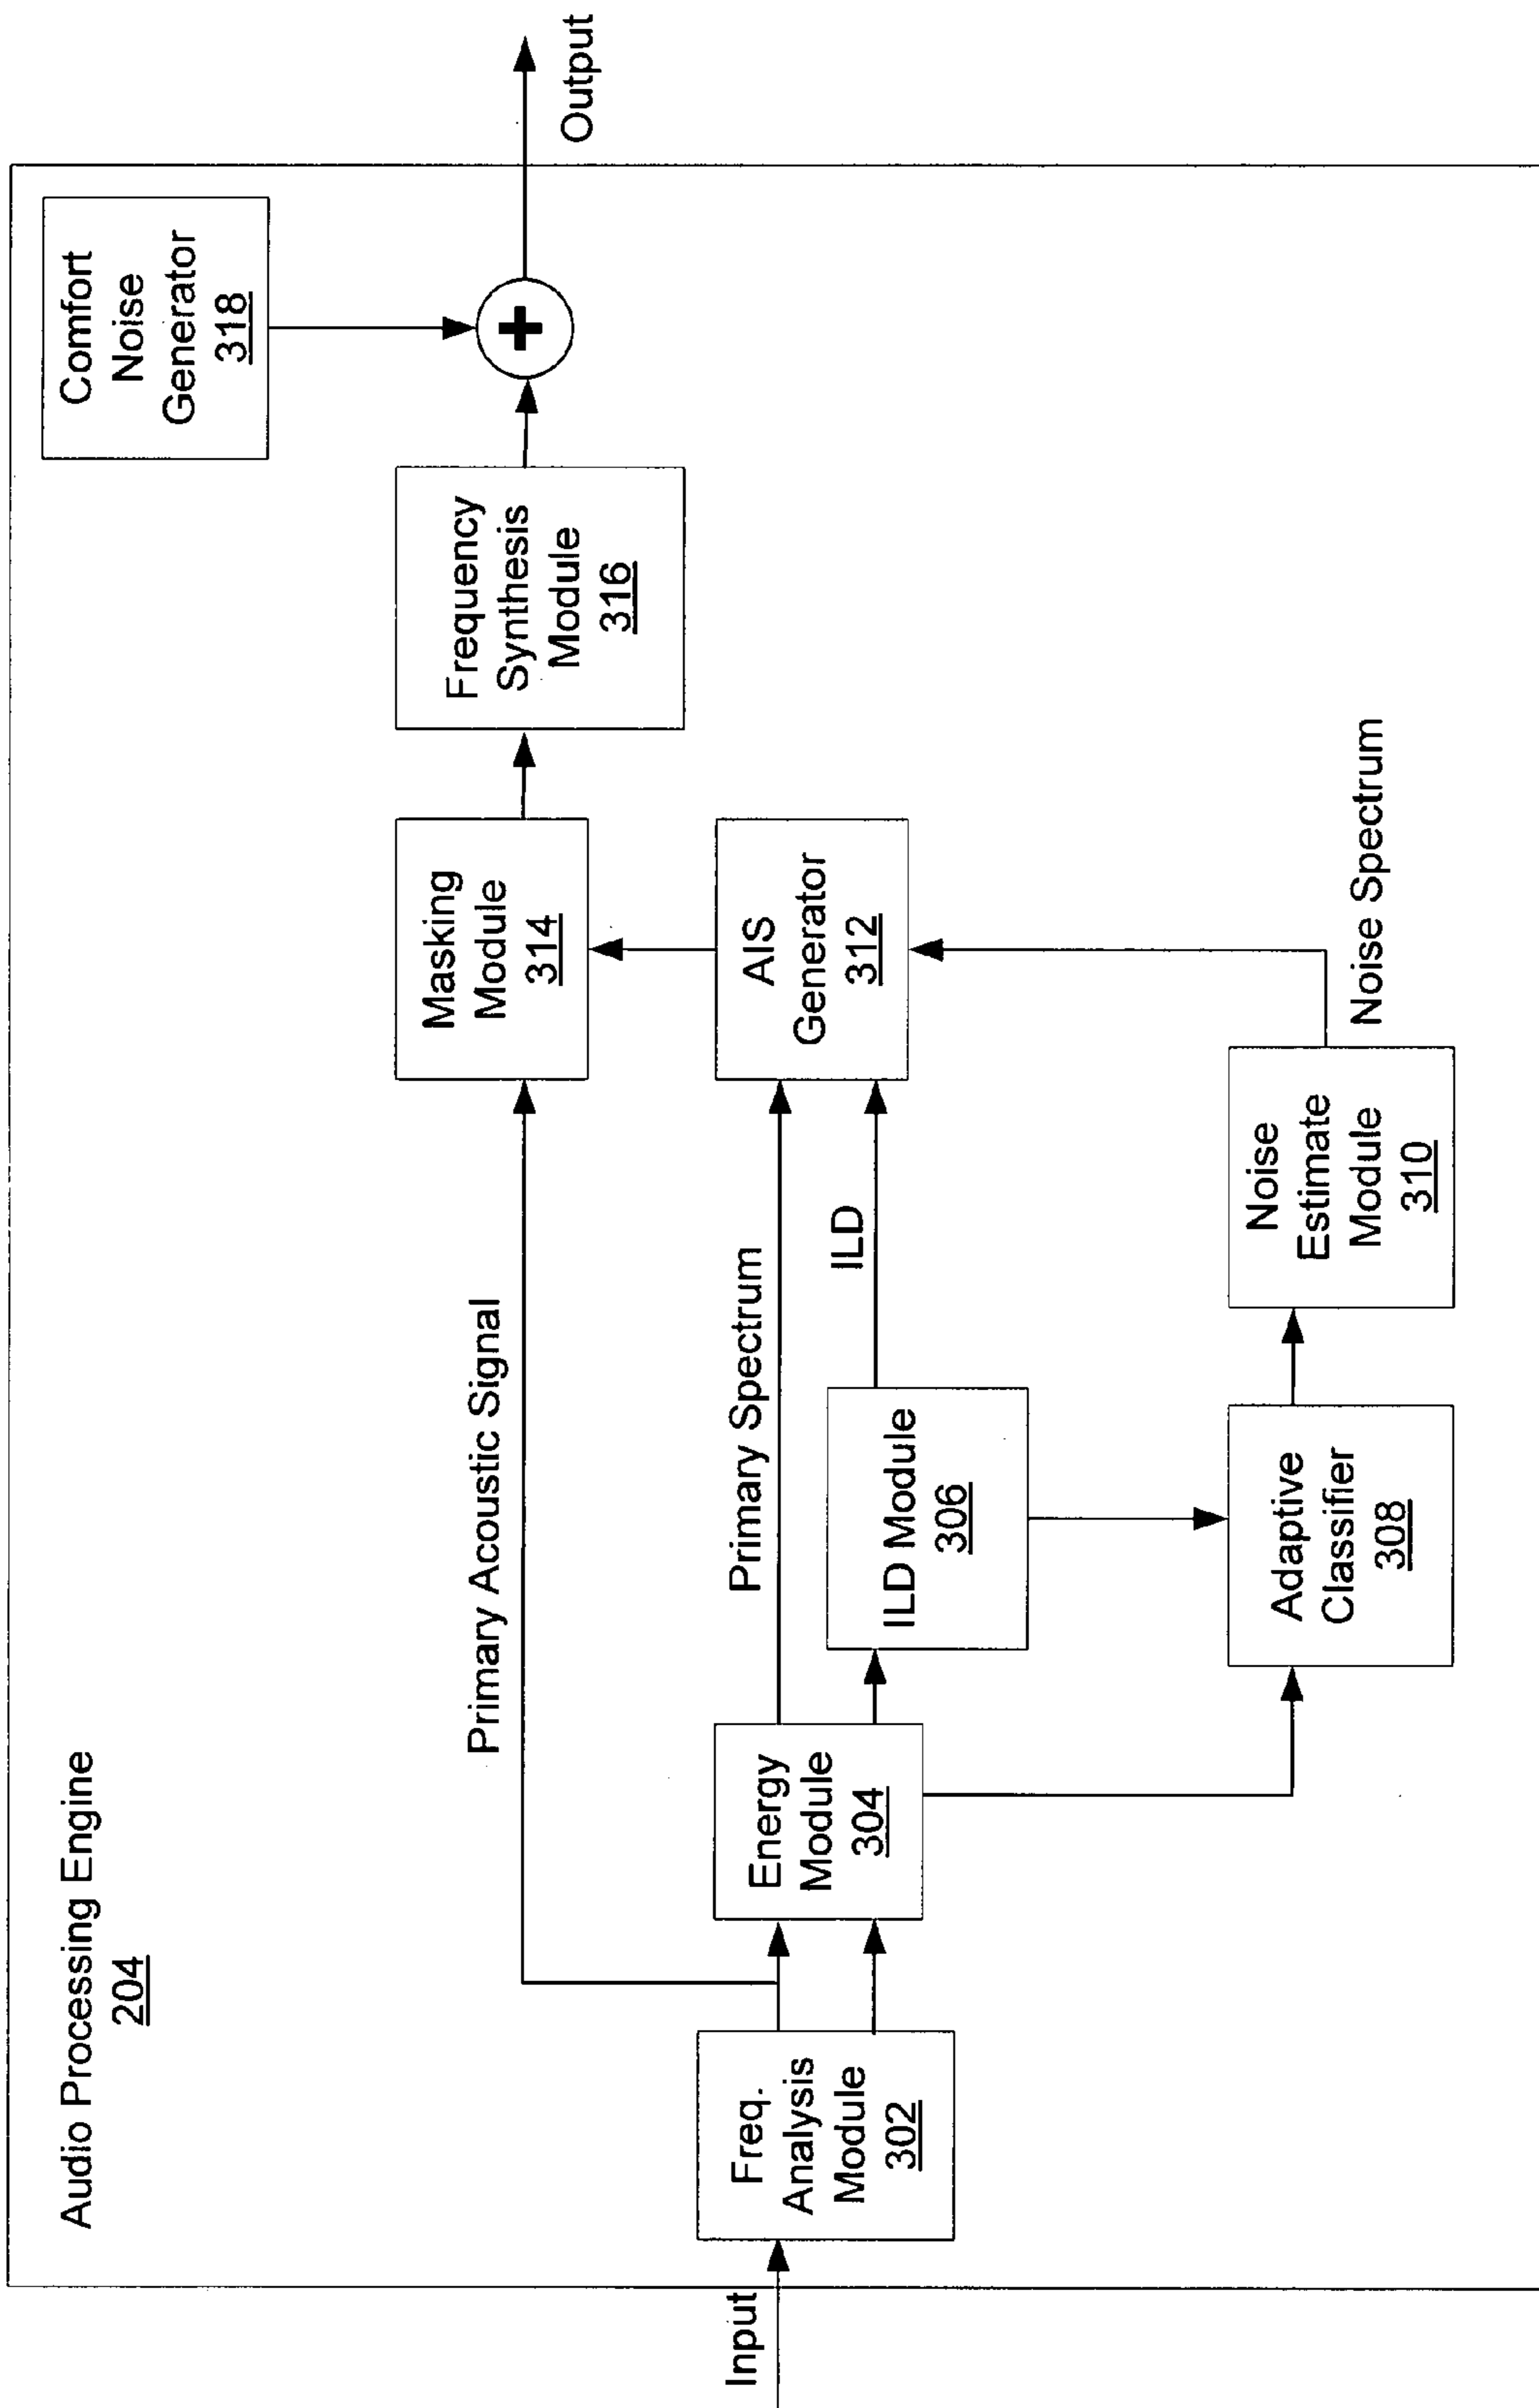 Audio Processing Engine
204
Input
Freq.
Analysis
Module
302
Energy
Module
304
Primary Acoustic Signal
Primary Spectrum
ILD
ILD Module
306
Adaptive
Classifier
308
Noise
Estimate
Module
310
Noise Spectrum
AIS
Generator
312
Masking
Module
314
Frequency
Synthesis
Module
316
Comfort
Noise
Generator
318
+
Output